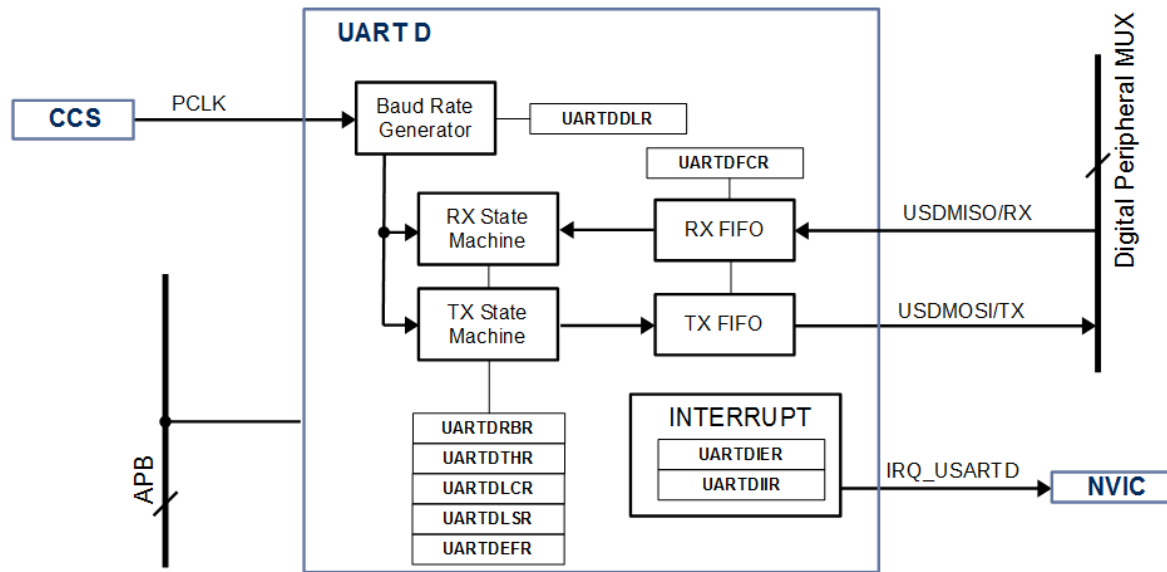 UART D
PCLK
CCS
Baud Rate
Generator
UARTDDLR
UARTDFCR
RX State
Machine
RX FIFO
USDMISO/RX
TX State
Machine
TX FIFO
USDMOSI/TX
Digital Peripheral MUX
APB
UARTDRBR
UARTDTHR
UARTDLCR
UARTDLSR
UARTDEFR
INTERRUPT
UARTDIER
UARTDIIR
IRQ_USARTD
NVIC